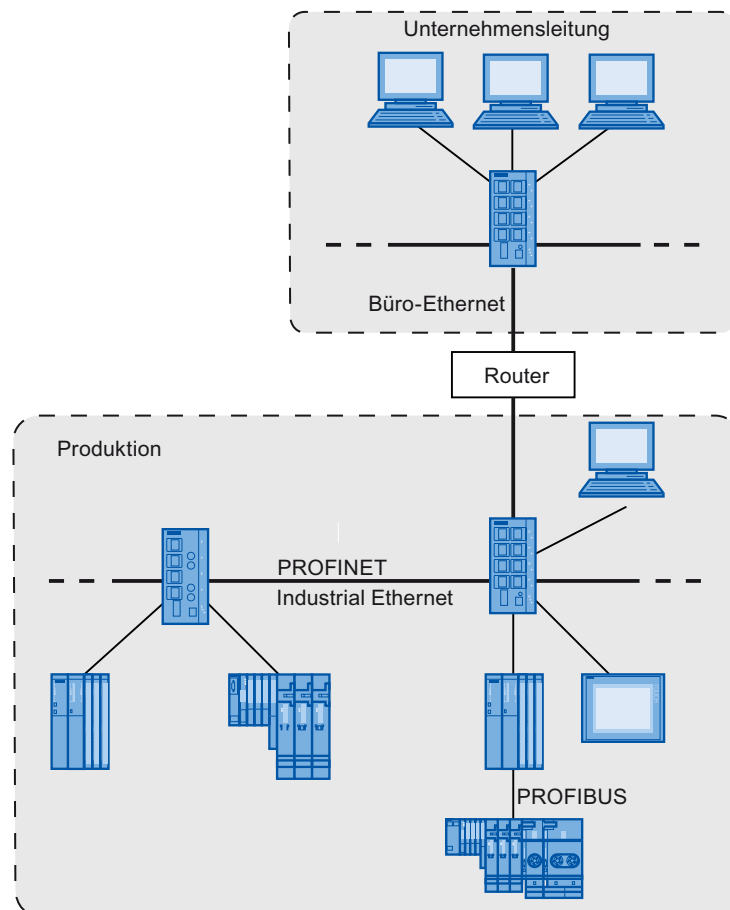 Unternehmensleitung
Büro-Ethernet
Router
Produktion
PROFINET
Industrial Ethernet
PROFIBUS